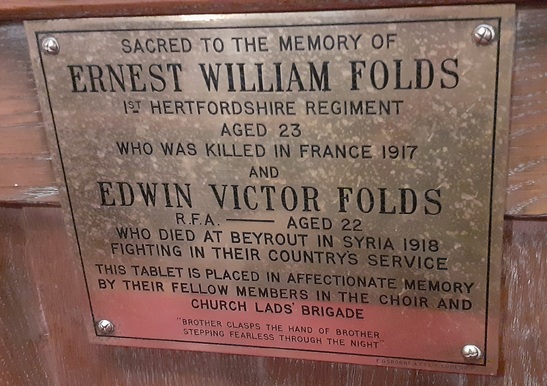 SACRED TO THE MEMORY OF
ERNEST WILLIAM FOLDS
1ST HERTFORDSHIRE REGIMENT
AGED 23
WHO WAS KILLED IN FRANCE 1917
AND
EDWIN VICTOR FOLDS
R.F.A. — AGED 22
WHO DIED AT BEYROUT IN SYRIA 1918
FIGHTING IN THEIR COUNTRY'S SERVICE
THIS TABLET IS PLACED IN AFFECTIONATE MEMORY
BY THEIR FELLOW MEMBERS IN THE CHOIR AND
CHURCH LADS' BRIGADE
"BROTHER CLASPS THE HAND OF BROTHER
STEPPING FEARLESS THROUGH THE NIGHT"